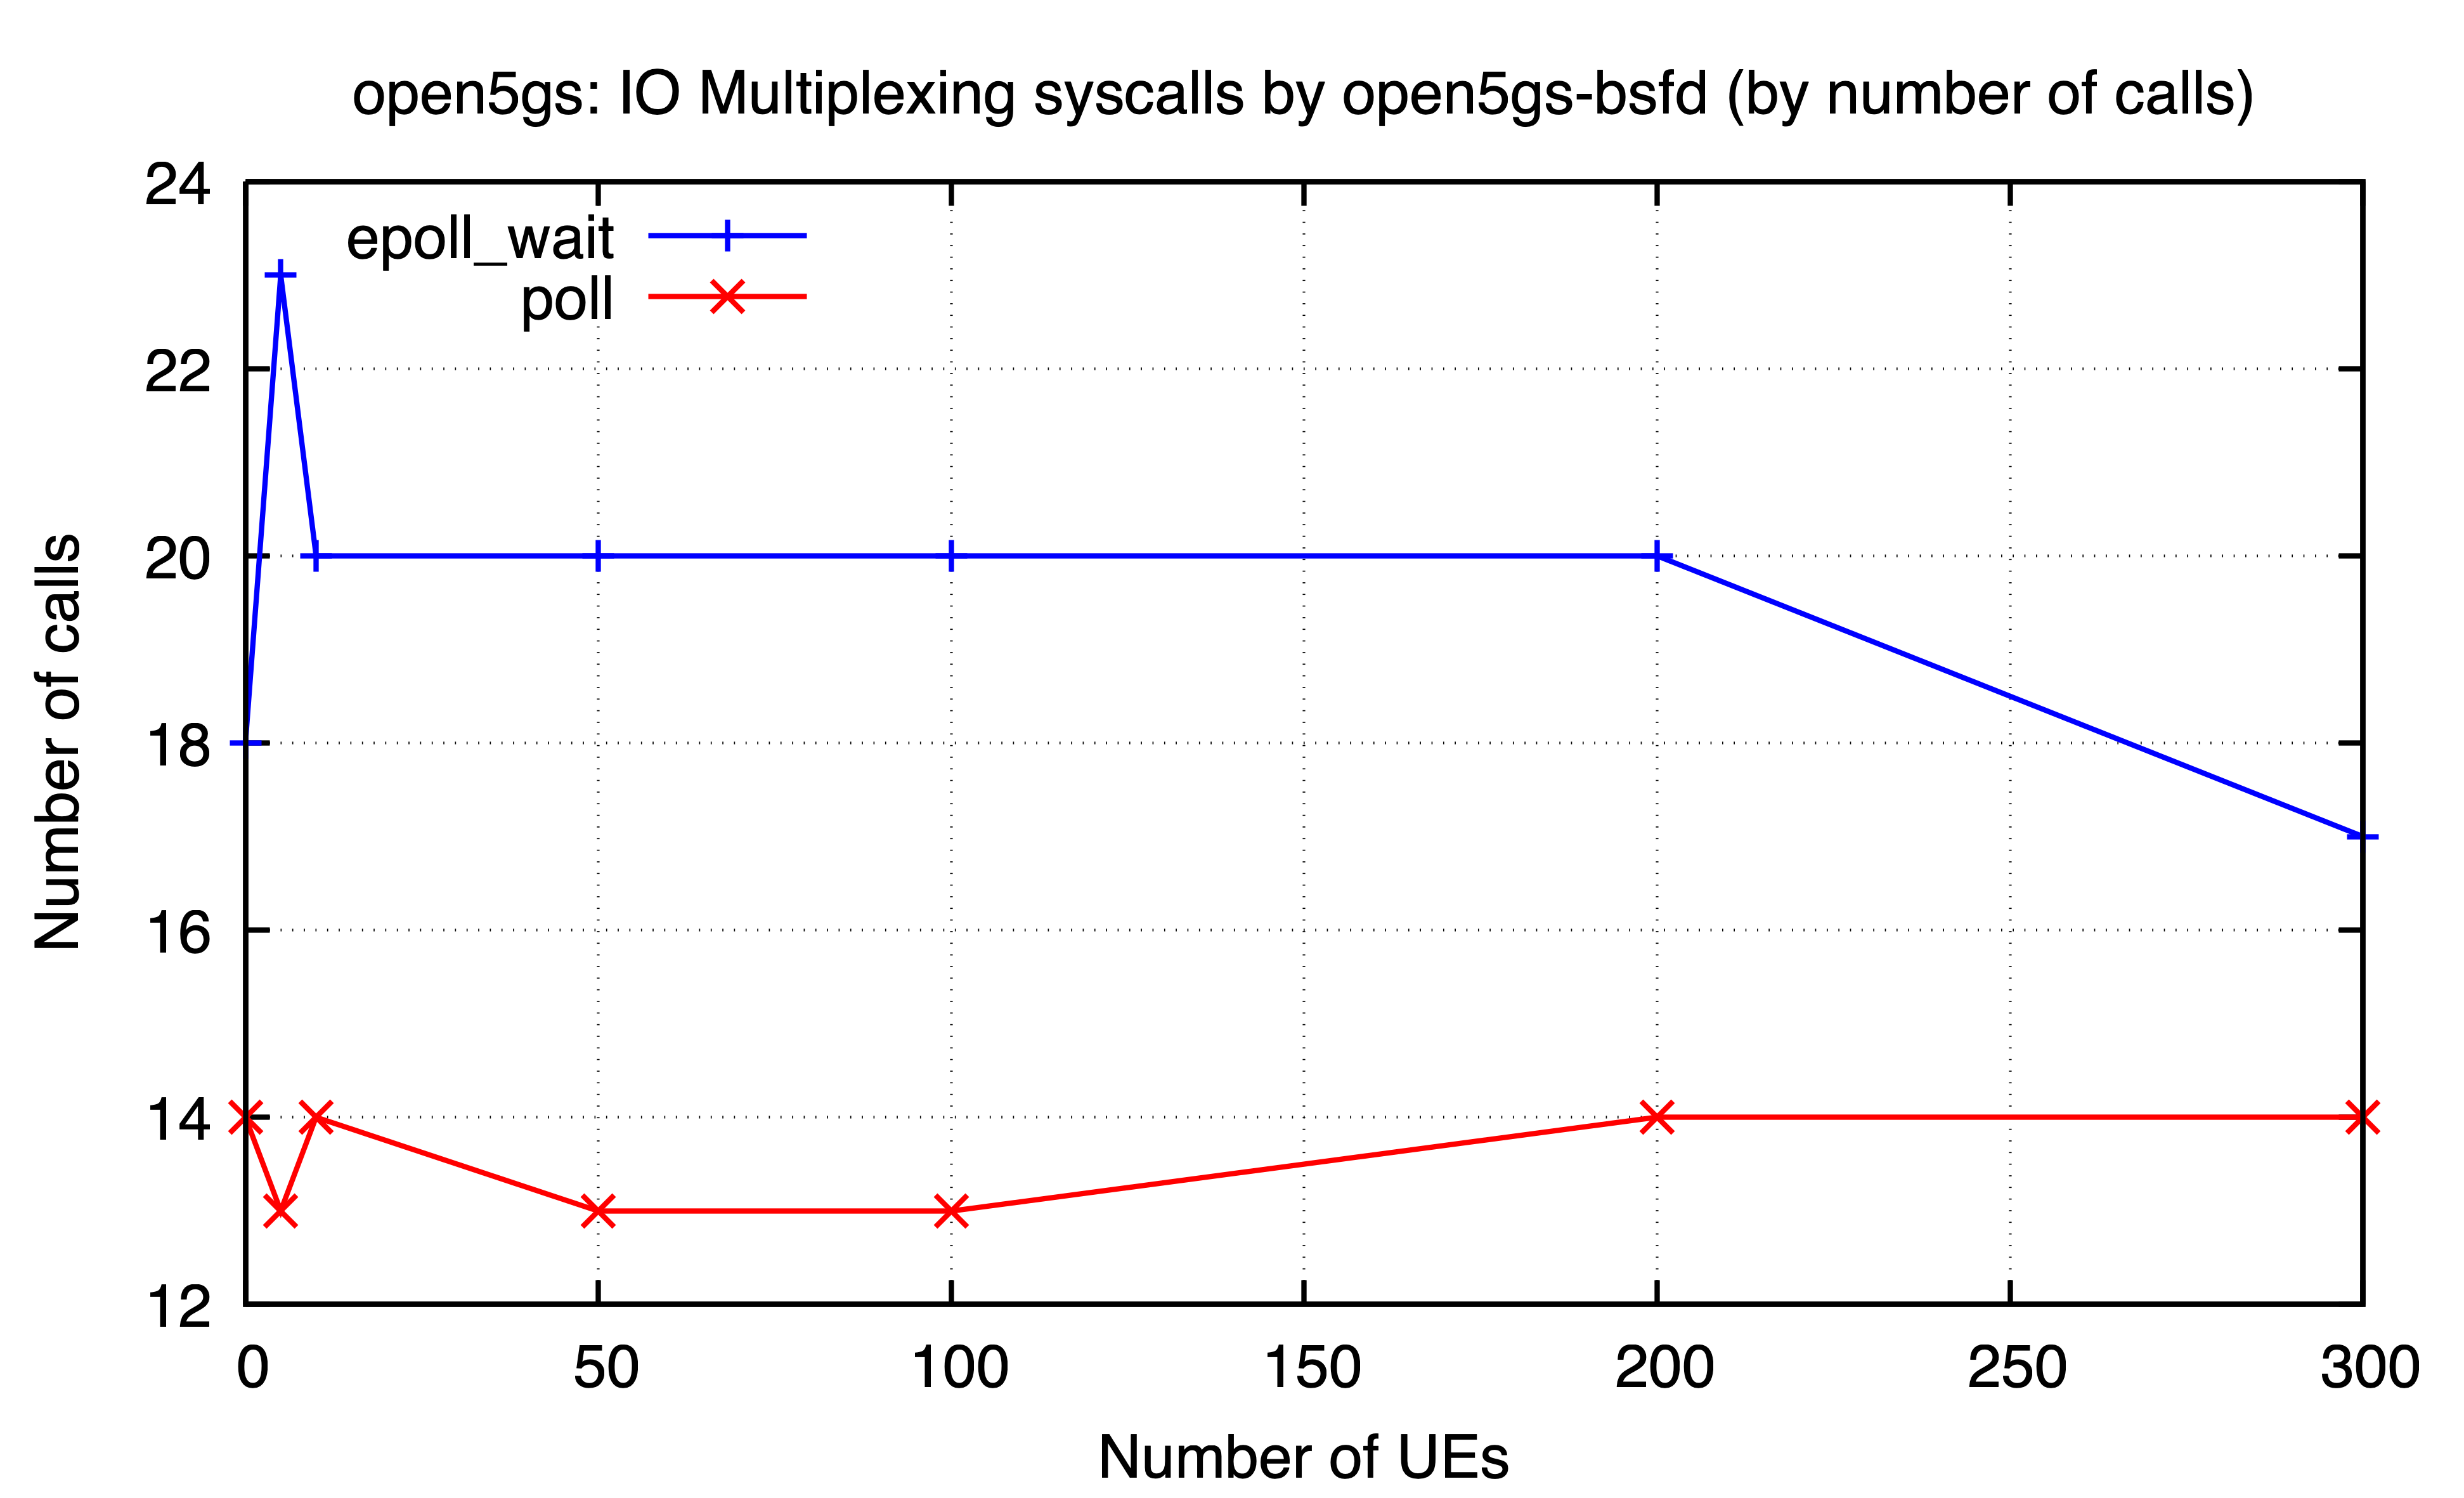 open5gs: IO Multiplexing syscalls by open5gs-bsfd (by number of calls)
24
22
20
18
16
14
12
Number of calls
epoll_wait
poll
0 50 100 150 200 250 300
Number of UEs